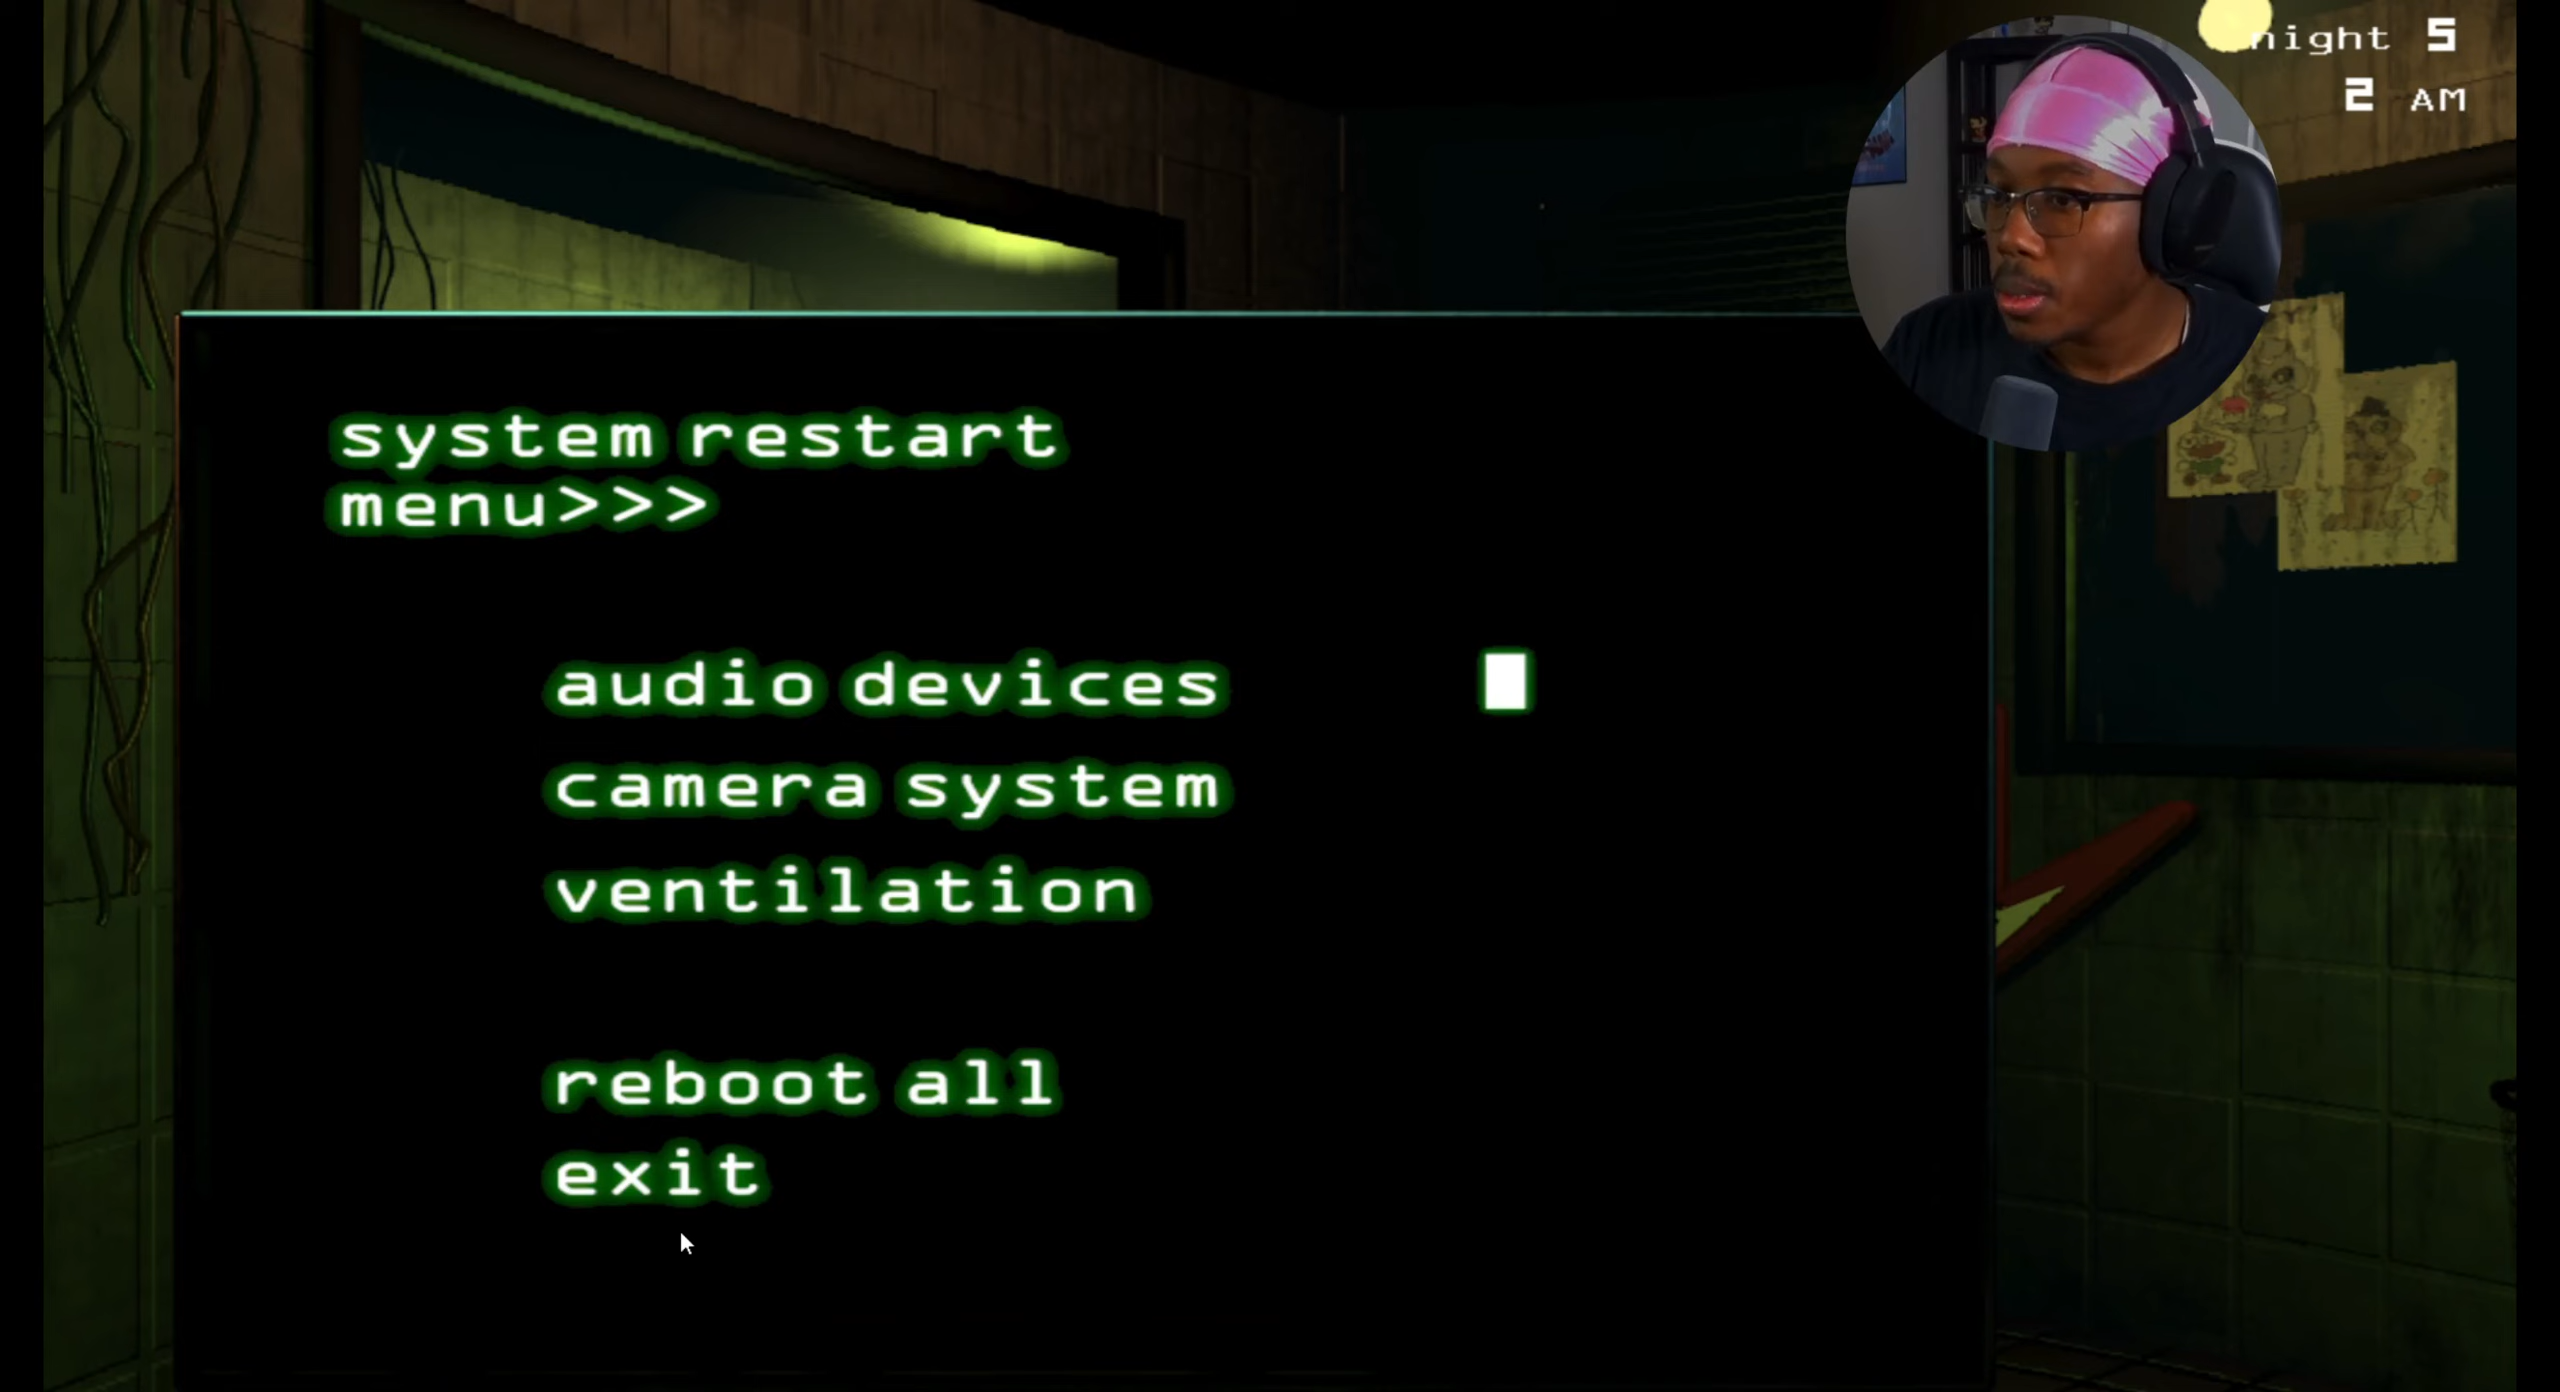 night 5
2 AM
system restart
menu>>>
audio devices
camera system
ventilation
reboot all
exit